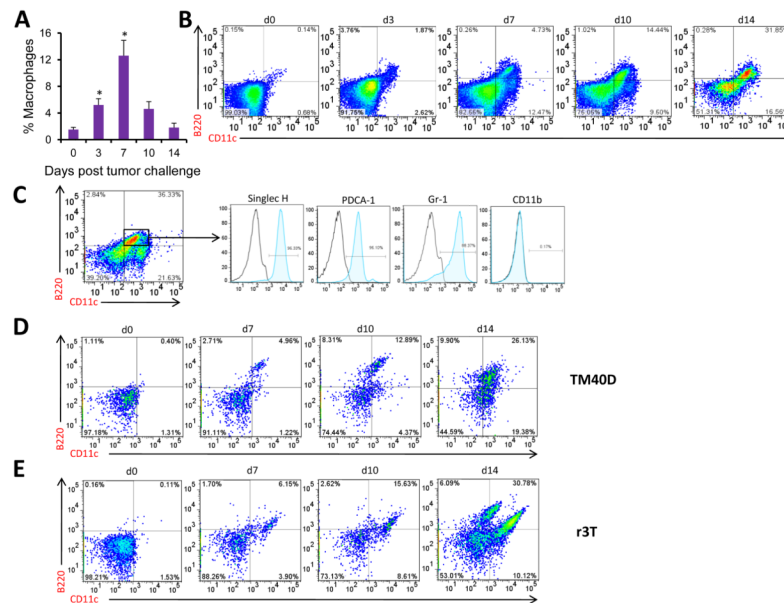 A
% Macrophages
16
12
8
4
0
*
*
0 3 7 10 14
Days post tumor challenge
B
d0 d3 d7 d10 d14
0.15% 0.14% 3.76% 1.87% 0.26% 4.73% 1.02% 14.44% 0.28% 31.85%
99.03% 0.68% 91.75% 2.62% 82.55% 12.47% 9.60% 51.31% 15.56%
B220
CD11c
C
Singlec H PDCA-1 Gr-1 CD11b
2.84% 36.33%
39.20% 21.63%
B220
CD11c
D
d0 d7 d10 d14
1.11% 0.40% 2.71% 4.96% 8.31% 12.89% 9.90% 26.13%
TM40D
97.18% 1.31% 91.11% 1.22% 74.44% 4.37% 44.59% 19.38%
B220
CD11c
E
d0 d7 d10 d14
0.16% 0.11% 1.70% 6.15% 2.62% 15.63% 6.09% 30.78%
r3T
98.21% 1.53% 88.26% 3.90% 73.13% 8.61% 53.01% 10.12%
B220
CD11c